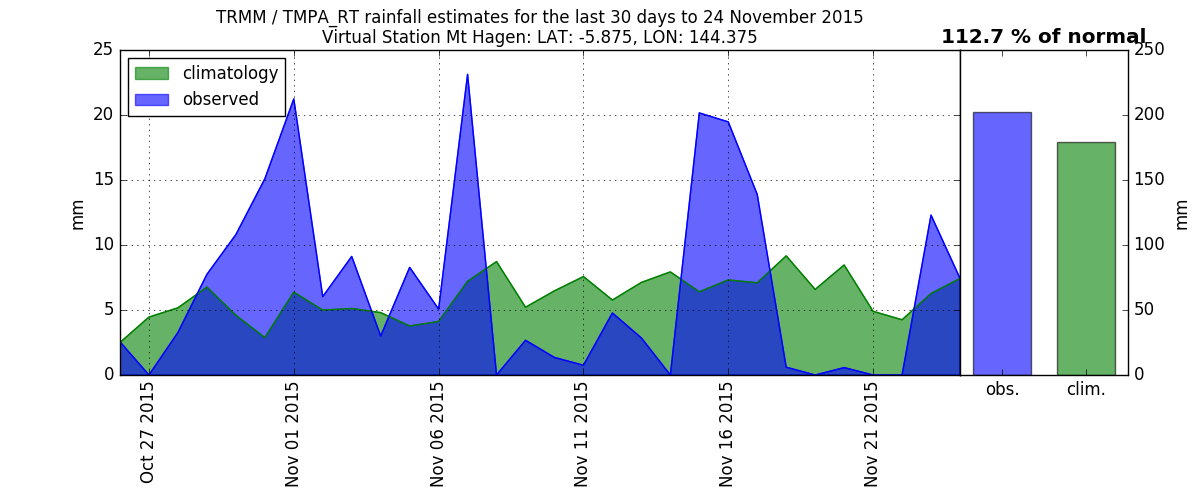 TRMM / TMPA_RT rainfall estimates for the last 30 days to 24 November 2015
Virtual Station Mt Hagen: LAT: -5.875, LON: 144.375
112.7 % of normal
climatology
observed
25
20
15
10
5
0
mm
Oct 27 2015
Nov 01 2015
Nov 06 2015
Nov 11 2015
Nov 16 2015
Nov 21 2015
250
200
150
100
50
0
mm
obs.
clim.